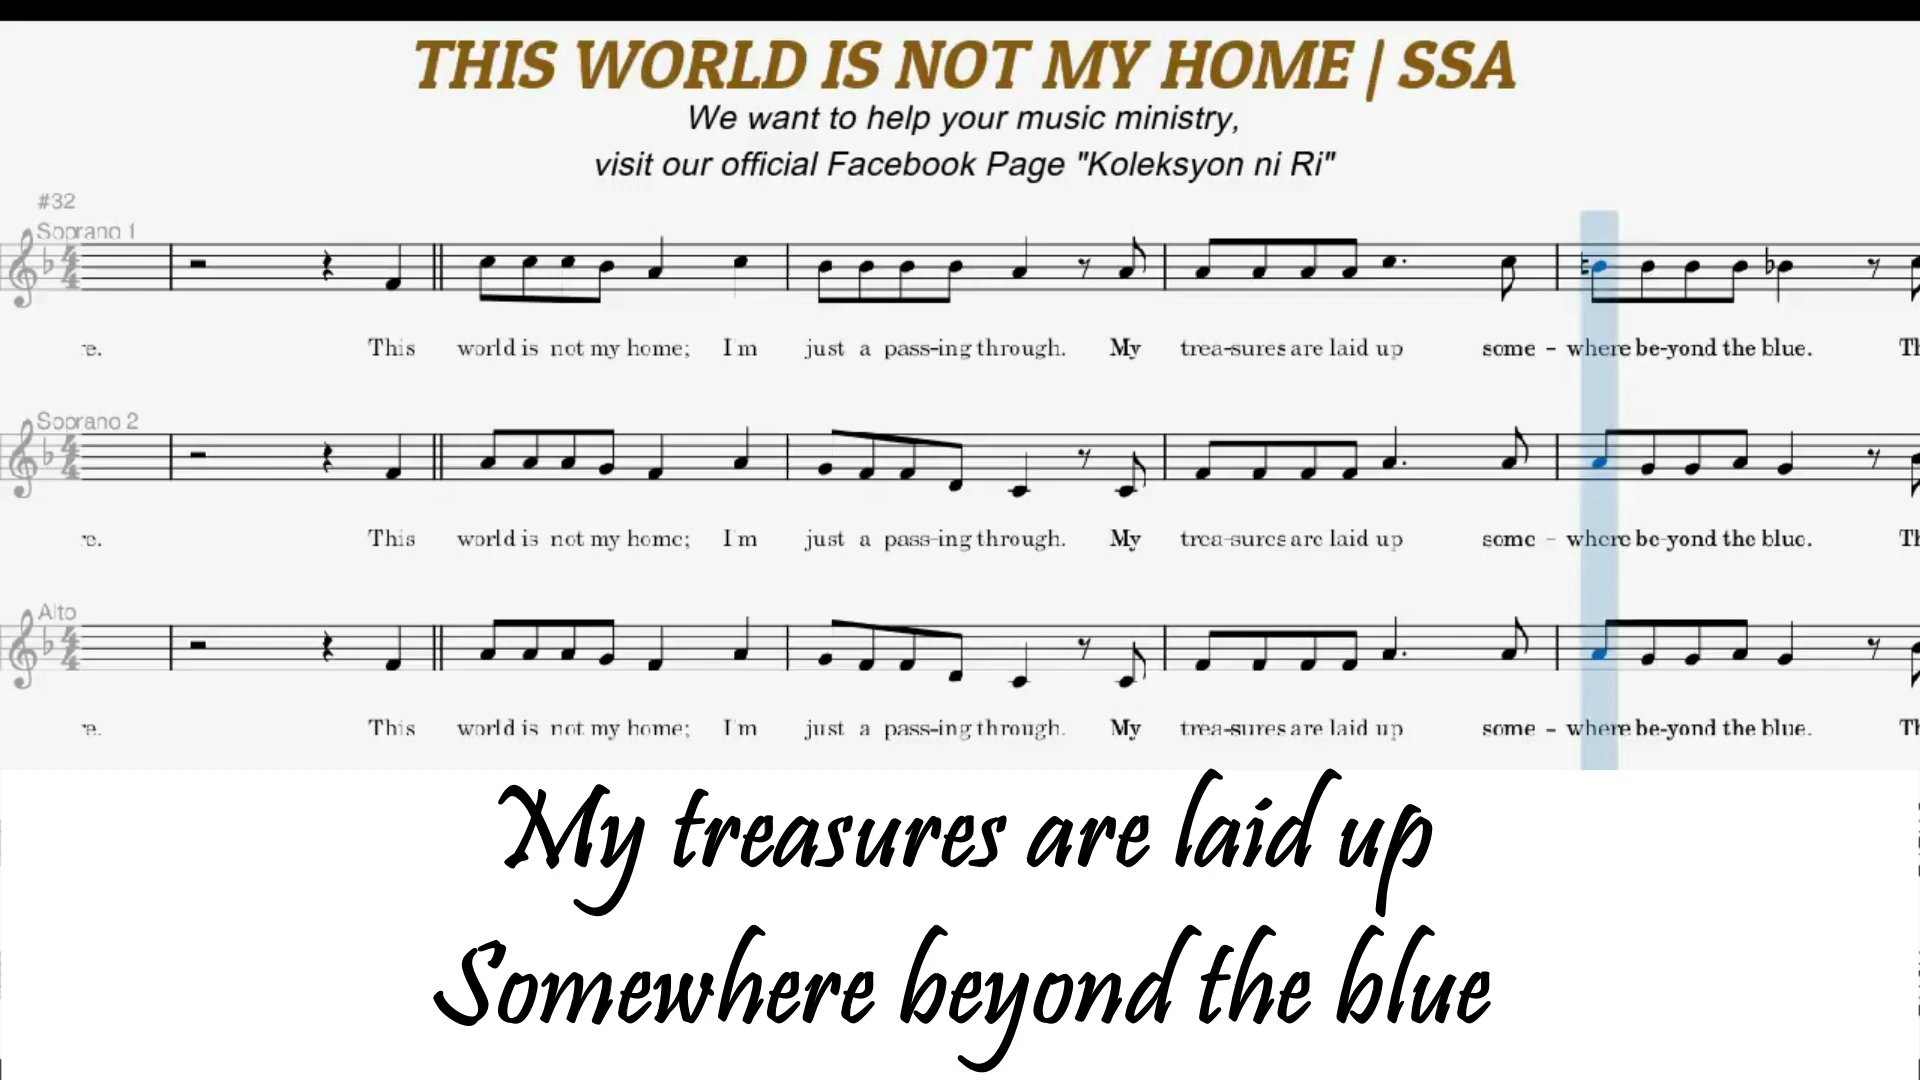 THIS WORLD IS NOT MY HOME | SSA
We want to help your music ministry,
visit our official Facebook Page "Koleksyon ni Ri"
#32
Soprano 1
re. This world is not my home; I'm just a pass-ing through. My trea-sures are laid up some - where be-yond the blue.
Soprano 2
re. This world is not my home; I'm just a pass-ing through. My trea-sures are laid up some - where be-yond the blue.
Alto
re. This world is not my home; I'm just a pass-ing through. My trea-sures are laid up some - where be-yond the blue.
My treasures are laid up
Somewhere beyond the blue